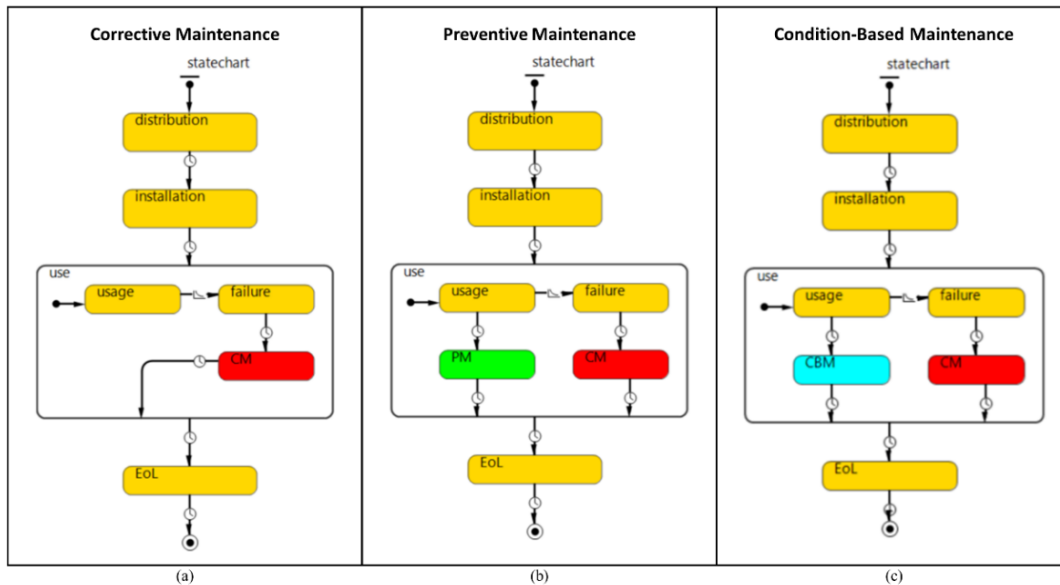 Corrective Maintenance
statechart
distribution
installation
use
usage
failure
CM
EoL
(a)
Preventive Maintenance
statechart
distribution
installation
use
usage
failure
PM
CM
EoL
(b)
Condition-Based Maintenance
statechart
distribution
installation
use
usage
failure
CBM
CM
EoL
(c)